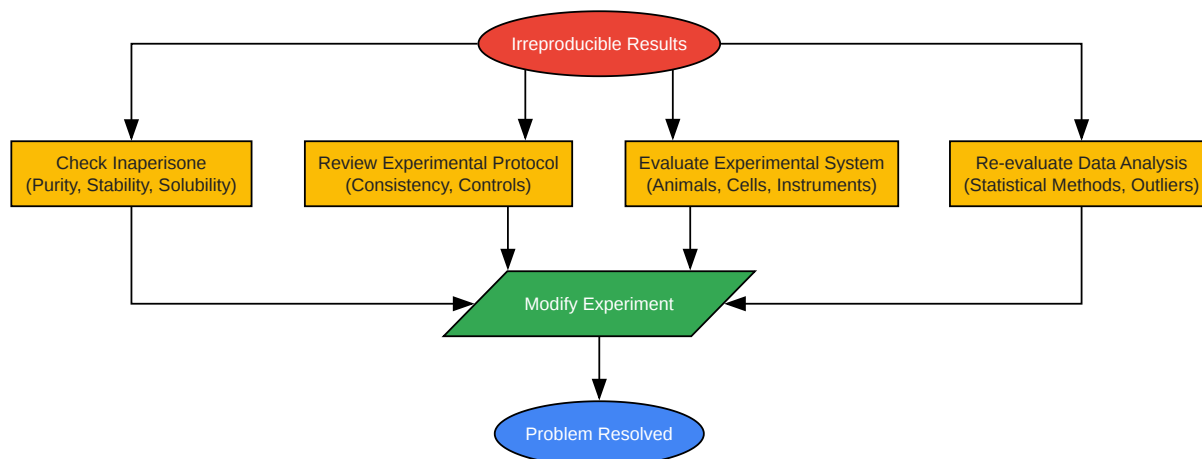 Irreproducible Results
Check Inaperisone
(Purity, Stability, Solubility)
Review Experimental Protocol
(Consistency, Controls)
Evaluate Experimental System
(Animals, Cells, Instruments)
Re-evaluate Data Analysis
(Statistical Methods, Outliers)
Modify Experiment
Problem Resolved